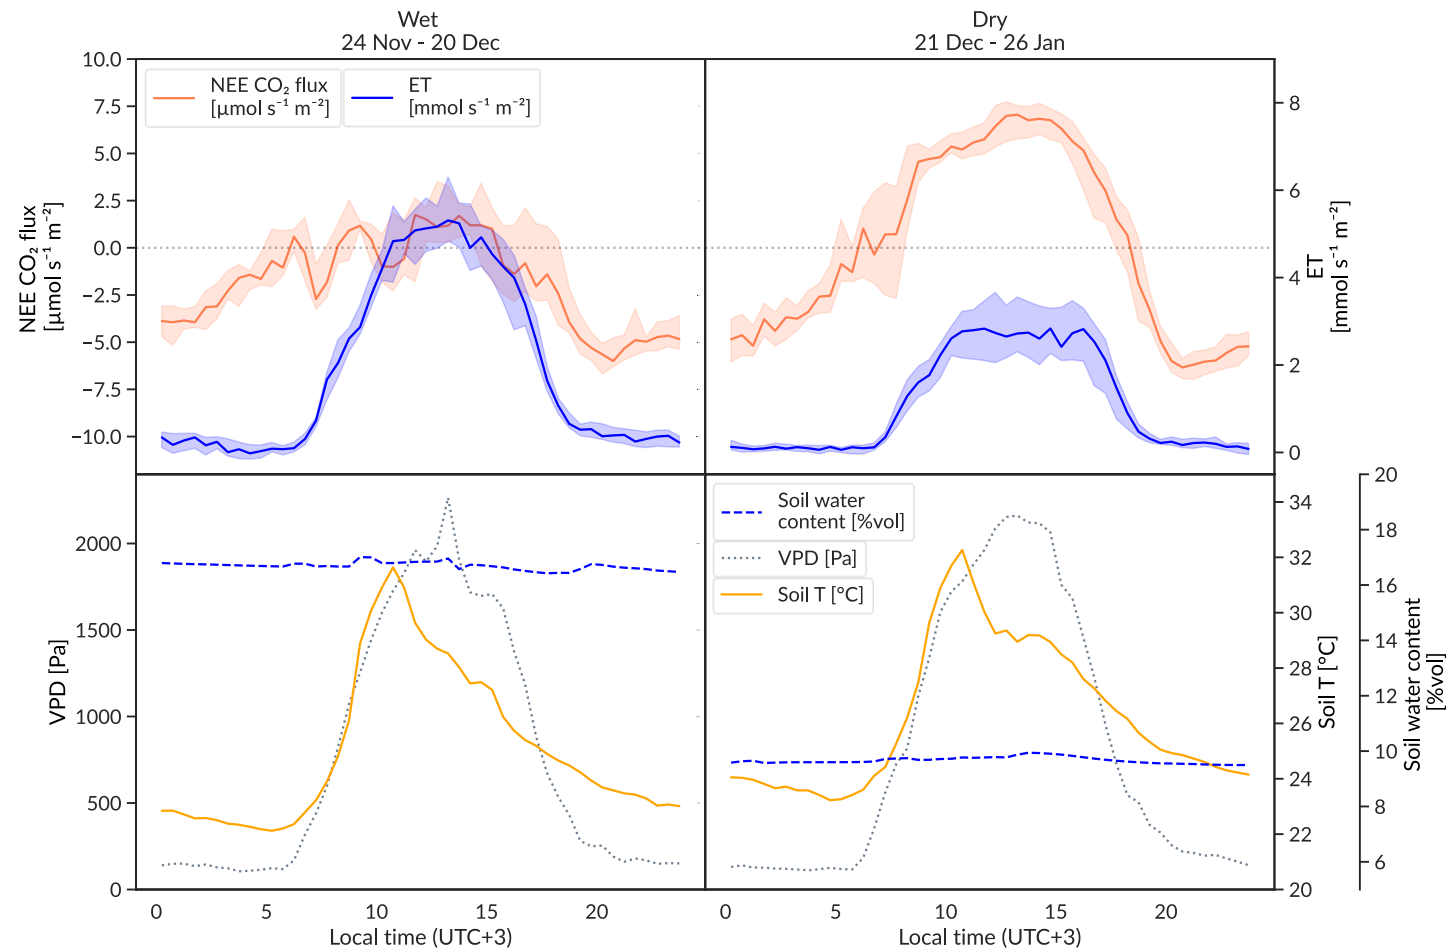 Wet
24 Nov - 20 Dec
Dry
21 Dec - 26 Jan
NEE CO₂ flux
[μmol s⁻¹ m⁻²]
ET
[mmol s⁻¹ m⁻²]
10.0
7.5
5.0
2.5
0.0
−2.5
−5.0
−7.5
−10.0
NEE CO₂ flux
[μmol s⁻¹ m⁻²]
8
6
4
2
0
ET
[mmol s⁻¹ m⁻²]
2000
1500
1000
500
0
VPD [Pa]
Soil water
content [%vol]
VPD [Pa]
Soil T [°C]
34
32
30
28
26
24
22
20
Soil T [°C]
20
18
16
14
12
10
8
6
Soil water content
[%vol]
0 5 10 15 20
Local time (UTC+3)
0 5 10 15 20
Local time (UTC+3)